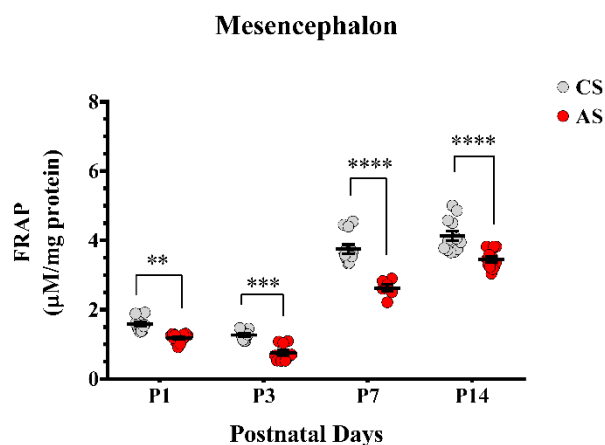 Mesencephalon
CS
AS
FRAP
(µM/mg protein)
8
6
4
2
0
**
***
****
****
P1 P3 P7 P14
Postnatal Days